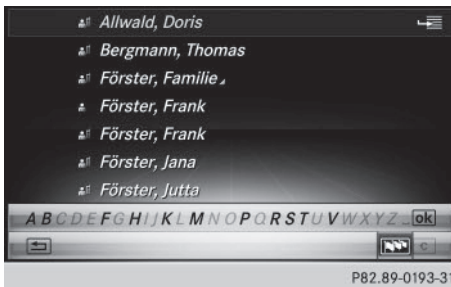 Allwald, Doris
Bergmann, Thomas
Förster, Familie
Förster, Frank
Förster, Frank
Förster, Jana
Förster, Jutta
A B C D E F G H I J K L M N O P Q R S T U V W X Y Z _ ok
c
P82.89-0193-31